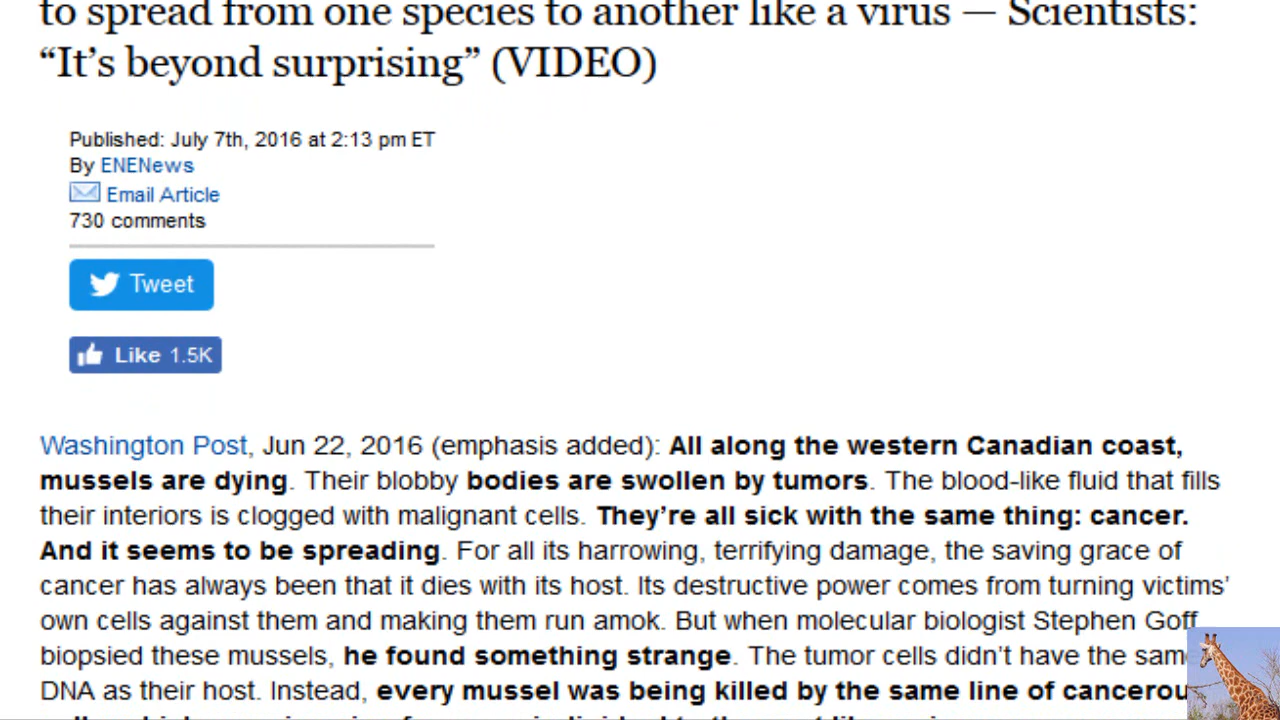 to spread from one species to another like a virus — Scientists:
“It’s beyond surprising” (VIDEO)
Published: July 7th, 2016 at 2:13 pm ET
By ENENews
Email Article
730 comments
Tweet
Like 1.5K
Washington Post, Jun 22, 2016 (emphasis added): All along the western Canadian coast,
mussels are dying. Their blobby bodies are swollen by tumors. The blood-like fluid that fills
their interiors is clogged with malignant cells. They’re all sick with the same thing: cancer.
And it seems to be spreading. For all its harrowing, terrifying damage, the saving grace of
cancer has always been that it dies with its host. Its destructive power comes from turning victims’
own cells against them and making them run amok. But when molecular biologist Stephen Goff
biopsied these mussels, he found something strange. The tumor cells didn’t have the sam
DNA as their host. Instead, every mussel was being killed by the same line of cancerou